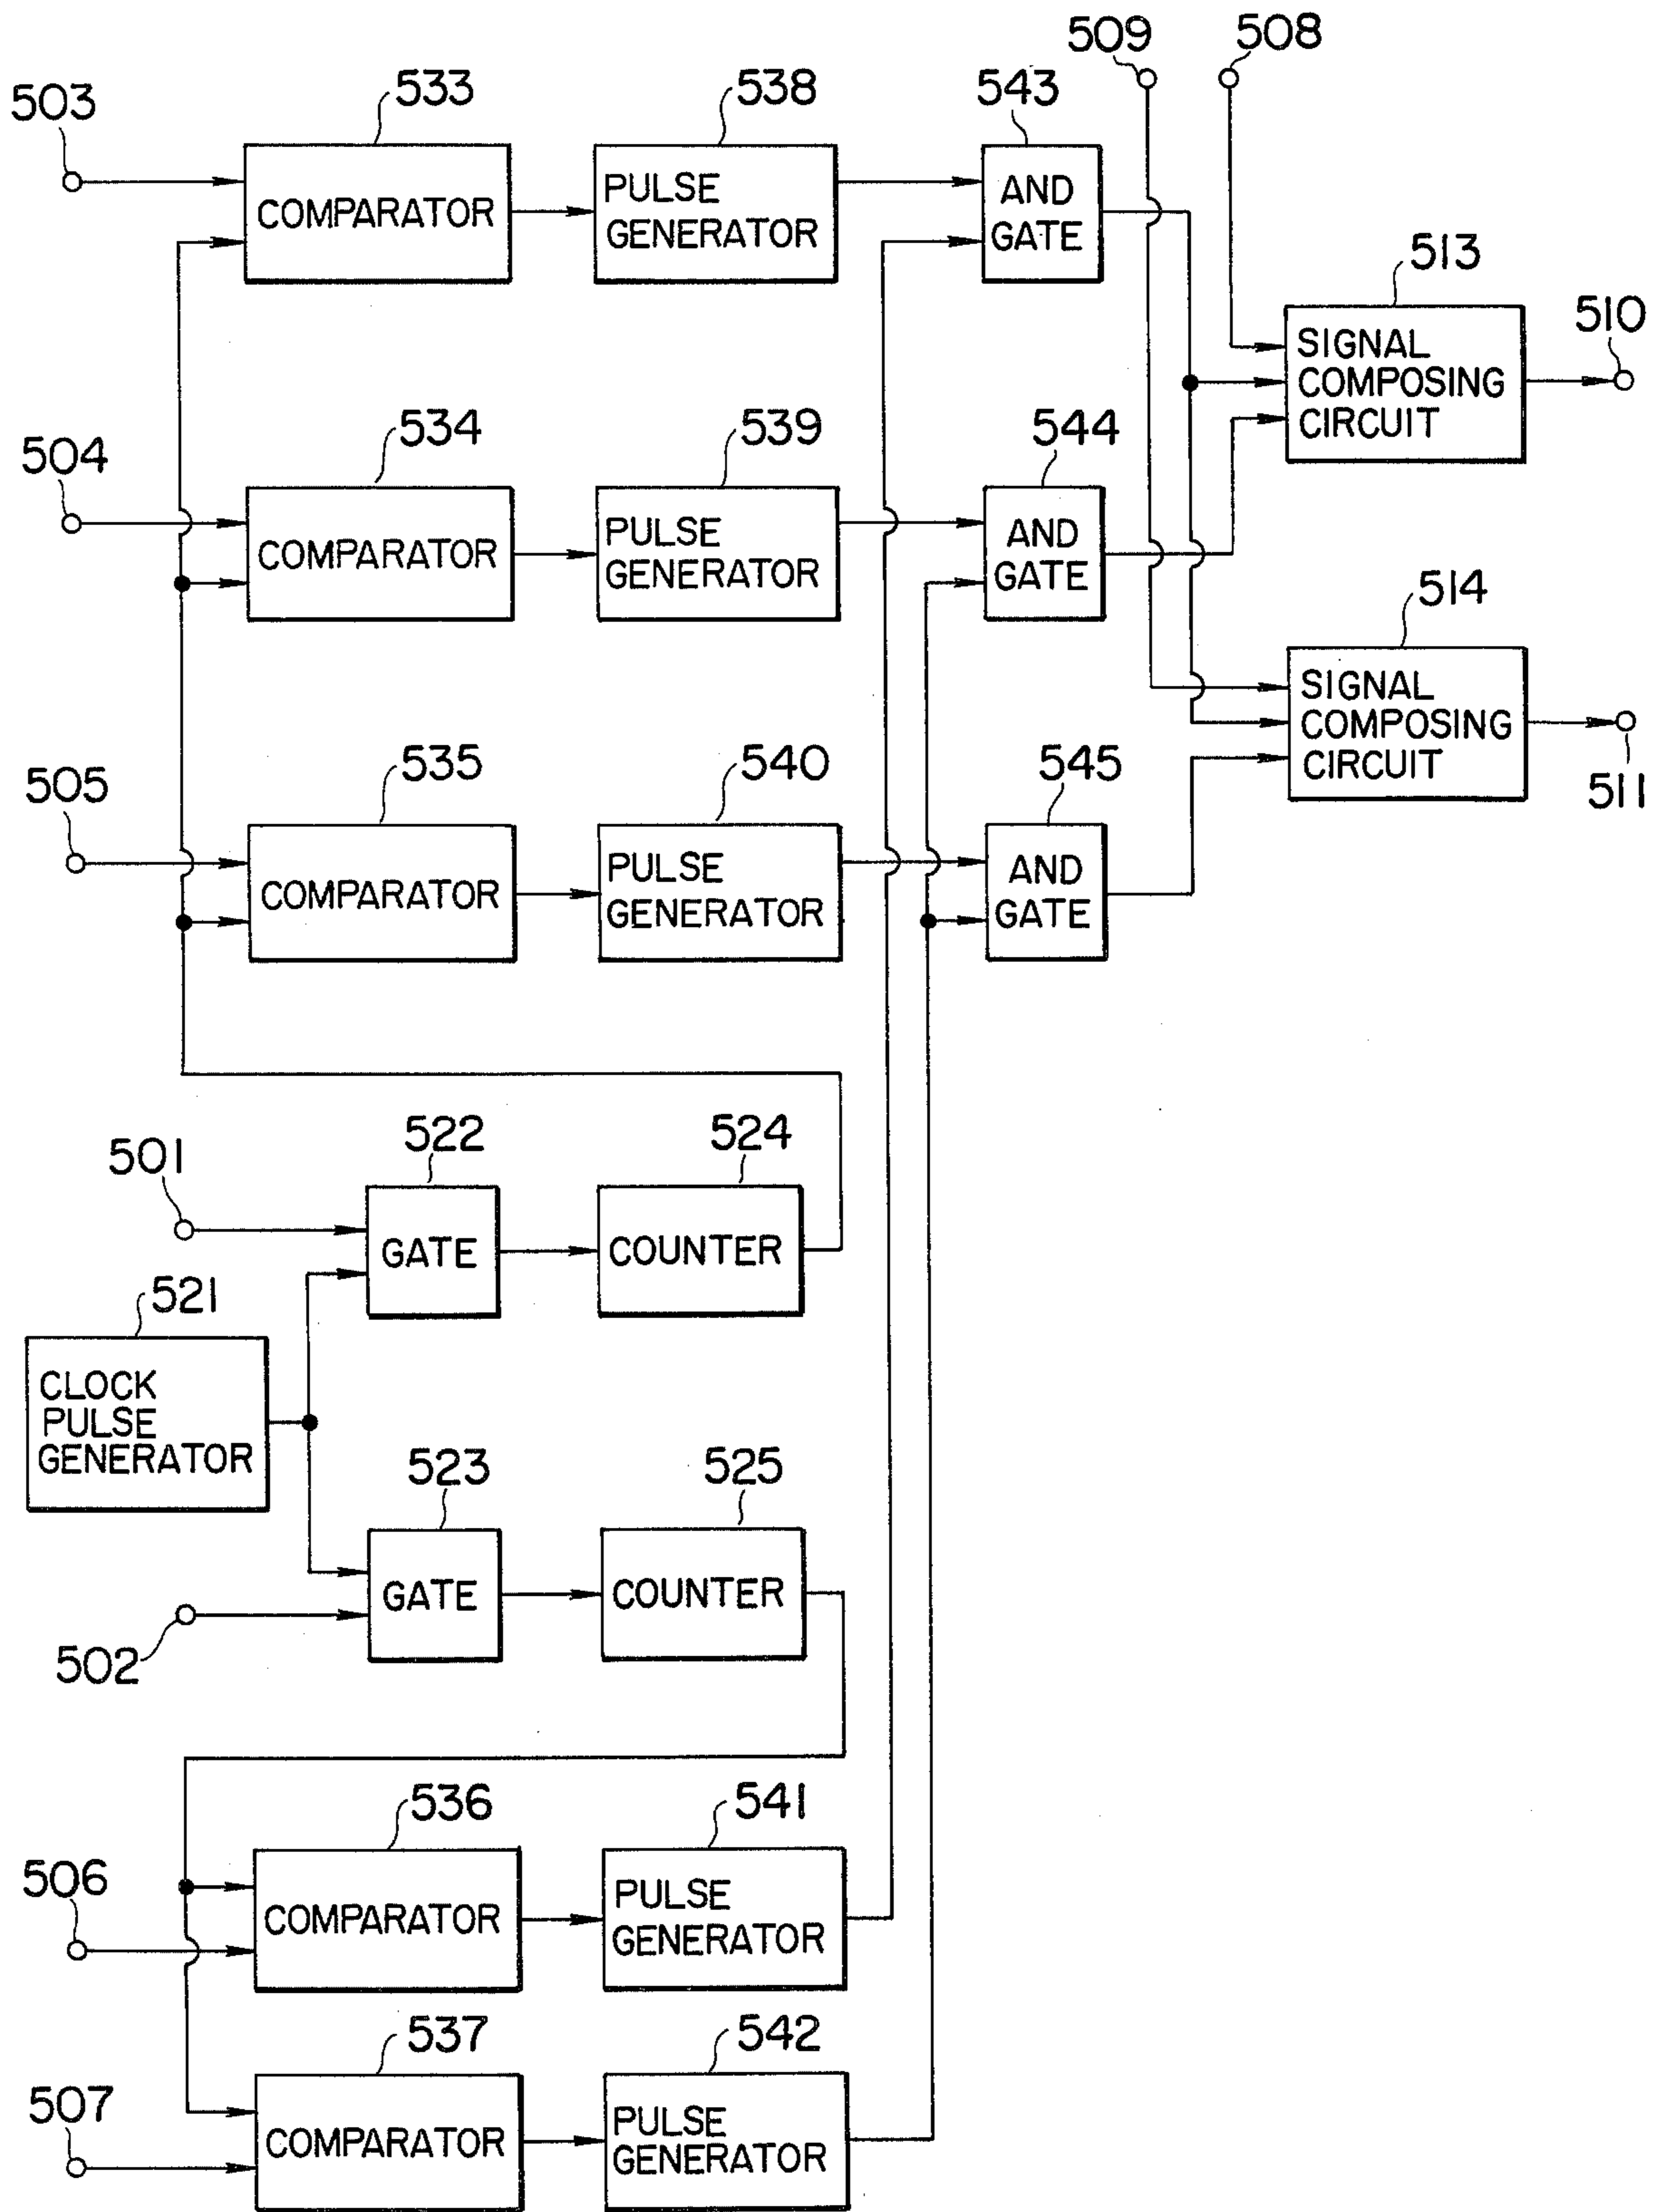 509
508
503
533
538
543
COMPARATOR
PULSE
GENERATOR
AND
GATE
513
510
SIGNAL
COMPOSING
CIRCUIT
504
534
539
544
COMPARATOR
PULSE
GENERATOR
AND
GATE
514
SIGNAL
COMPOSING
CIRCUIT
511
505
535
540
545
COMPARATOR
PULSE
GENERATOR
AND
GATE
501
522
524
GATE
COUNTER
521
CLOCK
PULSE
GENERATOR
523
525
GATE
COUNTER
502
506
536
541
COMPARATOR
PULSE
GENERATOR
507
537
542
COMPARATOR
PULSE
GENERATOR